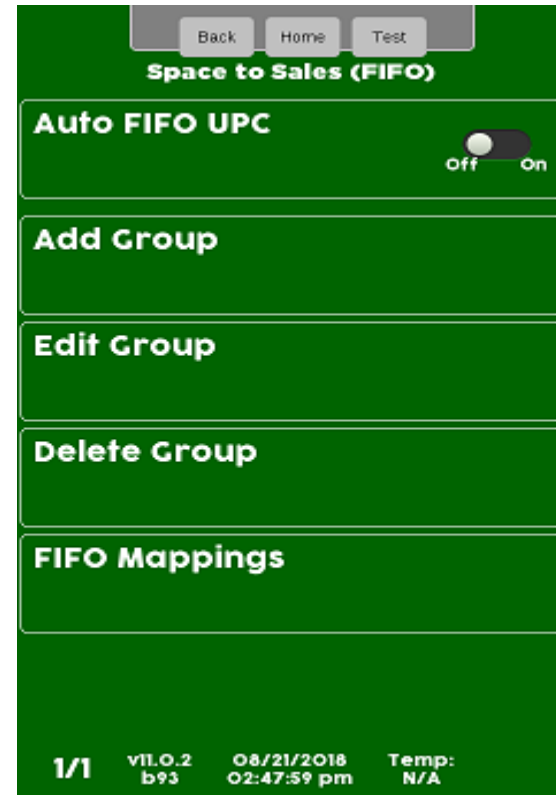 Back Home Test
Space to Sales (FIFO)
Auto FIFO UPC
Off On
Add Group
Edit Group
Delete Group
FIFO Mappings
1/1 v11.0.2 08/21/2018 Temp:
b93 02:47:59 pm N/A